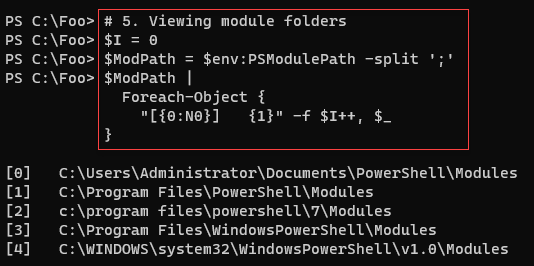 PS C:\Foo> # 5. Viewing module folders
PS C:\Foo> $I = 0
PS C:\Foo> $ModPath = $env:PSModulePath -split ';'
PS C:\Foo> $ModPath |
Foreach-Object {
"[{0:N0}]   {1}" -f $I++, $_
}
[0]   C:\Users\Administrator\Documents\PowerShell\Modules
[1]   C:\Program Files\PowerShell\Modules
[2]   c:\program files\powershell\7\Modules
[3]   C:\Program Files\WindowsPowerShell\Modules
[4]   C:\WINDOWS\system32\WindowsPowerShell\v1.0\Modules